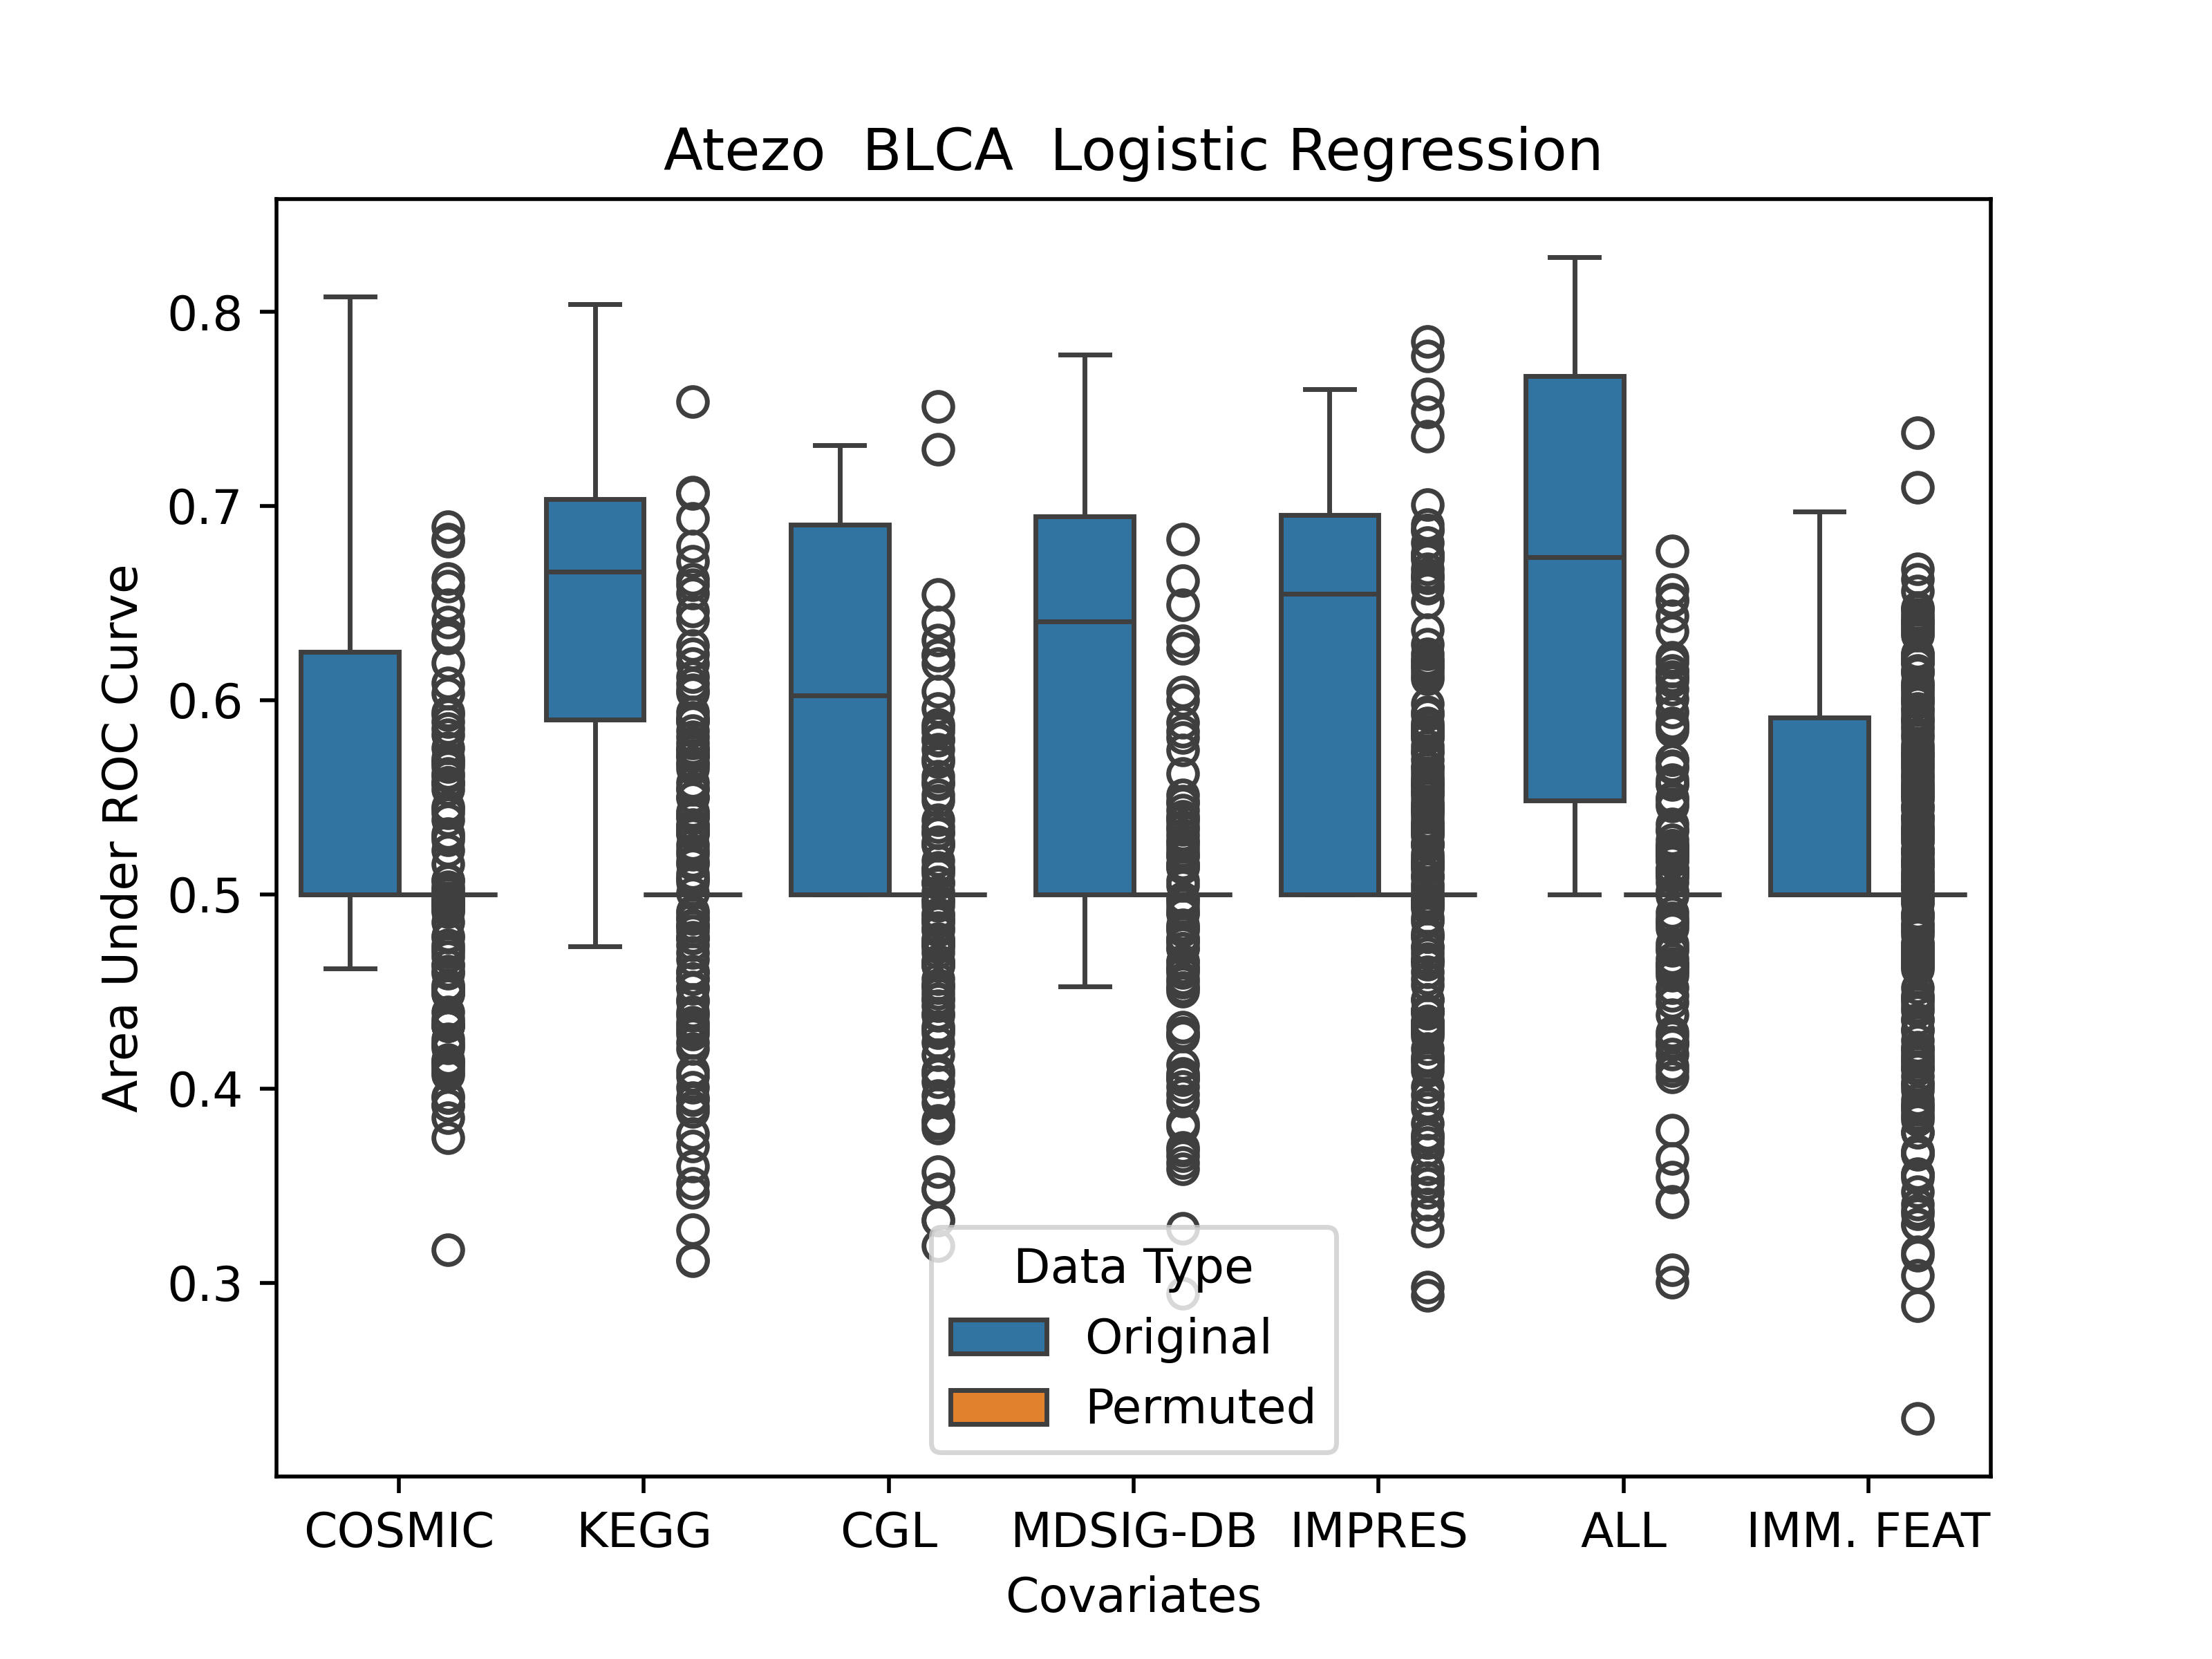 Atezo  BLCA  Logistic Regression
Area Under ROC Curve
0.8
0.7
0.6
0.5
0.4
0.3
Data Type
Original
Permuted
COSMIC KEGG CGL MDSIG-DB IMPRES ALL IMM. FEAT
Covariates